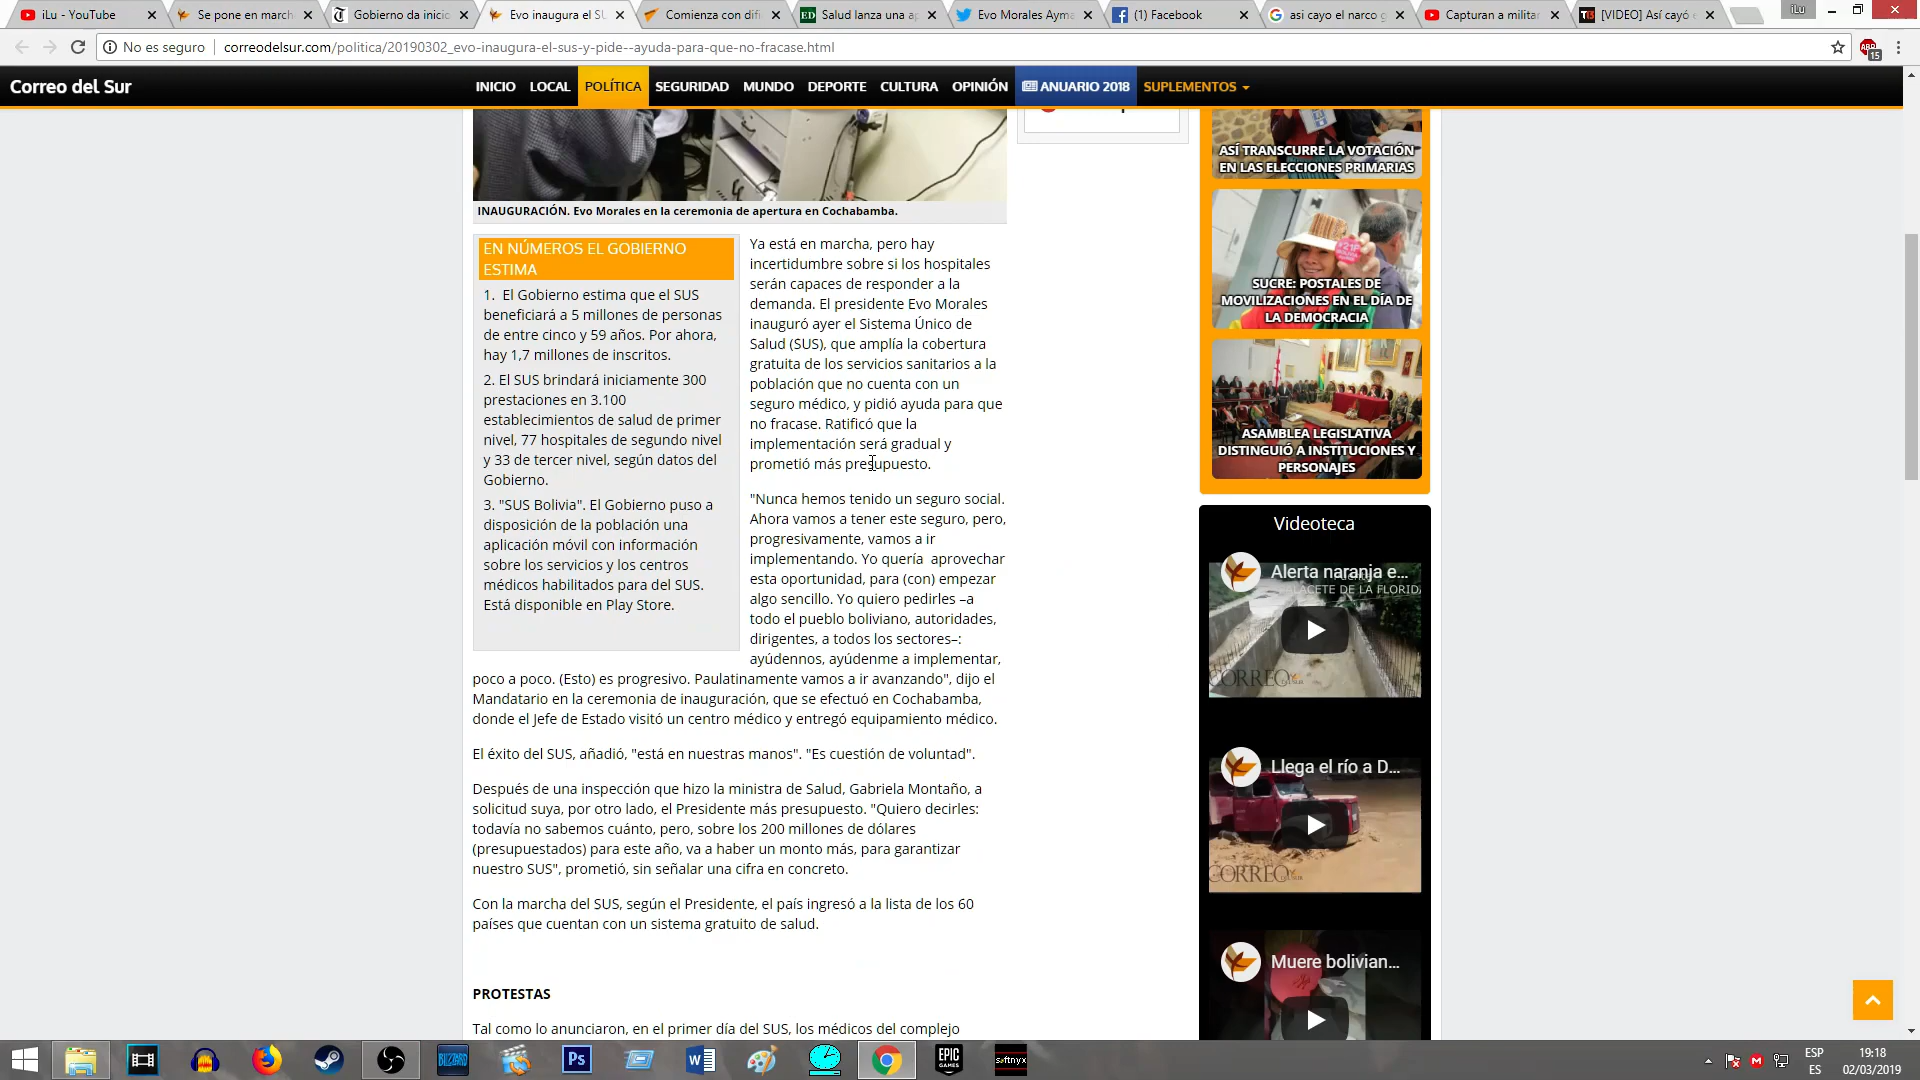 iLu - YouTube
Se pone en march
Gobierno da inicio
Evo inaugura el SU
Comienza con difi
Salud lanza una ap
Evo Morales Ayma
(1) Facebook
asi cayo el narco g
Capturan a militar
[VIDEO] Así cayó e
iLu
No es seguro
correodelsur.com/politica/20190302_evo-inaugura-el-sus-y-pide--ayuda-para-que-no-fracase.html
ABP
15
Correo del Sur
INICIO LOCAL POLÍTICA SEGURIDAD MUNDO DEPORTE CULTURA OPINIÓN ANUARIO 2018 SUPLEMENTOS
INAUGURACIÓN. Evo Morales en la ceremonia de apertura en Cochabamba.
EN NÚMEROS EL GOBIERNO
ESTIMA
1. El Gobierno estima que el SUS
beneficiará a 5 millones de personas
de entre cinco y 59 años. Por ahora,
hay 1,7 millones de inscritos.
2. El SUS brindará iniciamente 300
prestaciones en 3.100
establecimientos de salud de primer
nivel, 77 hospitales de segundo nivel
y 33 de tercer nivel, según datos del
Gobierno.
3. "SUS Bolivia". El Gobierno puso a
disposición de la población una
aplicación móvil con información
sobre los servicios y los centros
médicos habilitados para del SUS.
Está disponible en Play Store.
Ya está en marcha, pero hay
incertidumbre sobre si los hospitales
serán capaces de responder a la
demanda. El presidente Evo Morales
inauguró ayer el Sistema Único de
Salud (SUS), que amplía la cobertura
gratuita de los servicios sanitarios a la
población que no cuenta con un
seguro médico, y pidió ayuda para que
no fracase. Ratificó que la
implementación será gradual y
prometió más presupuesto.
"Nunca hemos tenido un seguro social.
Ahora vamos a tener este seguro, pero,
progresivamente, vamos a ir
implementando. Yo quería aprovechar
esta oportunidad, para (con) empezar
algo sencillo. Yo quiero pedirles –a
todo el pueblo boliviano, autoridades,
dirigentes, a todos los sectores–:
ayúdennos, ayúdenme a implementar,
poco a poco. (Esto) es progresivo. Paulatinamente vamos a ir avanzando", dijo el
Mandatario en la ceremonia de inauguración, que se efectuó en Cochabamba,
donde el Jefe de Estado visitó un centro médico y entregó equipamiento médico.
El éxito del SUS, añadió, "está en nuestras manos". "Es cuestión de voluntad".
Después de una inspección que hizo la ministra de Salud, Gabriela Montaño, a
solicitud suya, por otro lado, el Presidente más presupuesto. "Quiero decirles:
todavía no sabemos cuánto, pero, sobre los 200 millones de dólares
(presupuestados) para este año, va a haber un monto más, para garantizar
nuestro SUS", prometió, sin señalar una cifra en concreto.
Con la marcha del SUS, según el Presidente, el país ingresó a la lista de los 60
países que cuentan con un sistema gratuito de salud.
PROTESTAS
Tal como lo anunciaron, en el primer día del SUS, los médicos del complejo
ASÍ TRANSCURRE LA VOTACIÓN
EN LAS ELECCIONES PRIMARIAS
SUCRE: POSTALES DE
MOVILIZACIONES EN EL DÍA DE
LA DEMOCRACIA
ASAMBLEA LEGISLATIVA
DISTINGUIÓ A INSTITUCIONES Y
PERSONAJES
Videoteca
Alerta naranja e...
CORREO
Llega el río a D...
CORREO
Muere bolivian...
BLIZZARD
Ps
EPIC
GAMES
softnyx
ESP
ES
19:18
02/03/2019